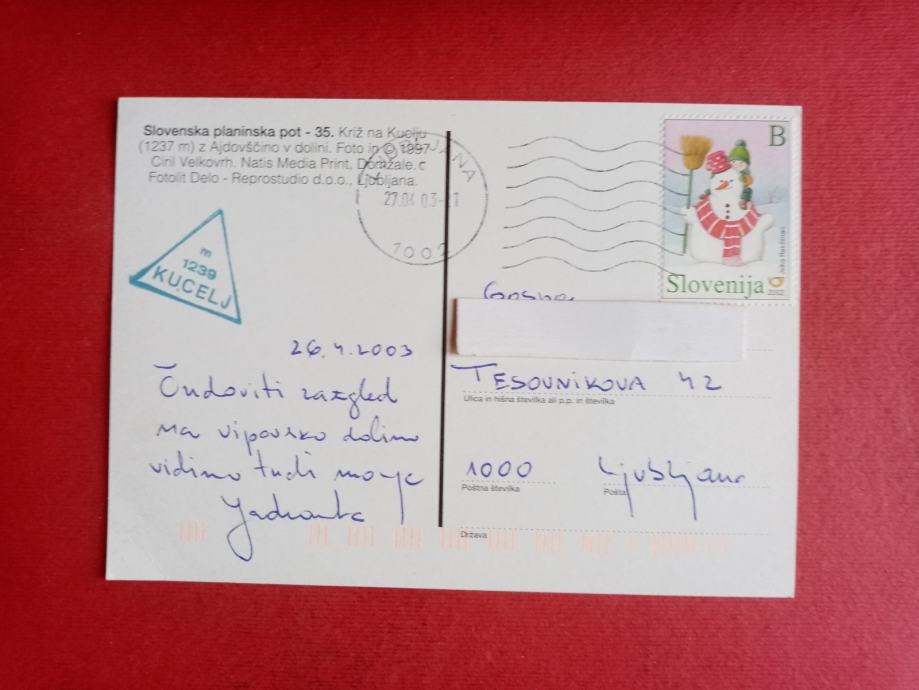 Slovenska planinska pot - 35. Križ na Kuclju
(1237 m) z Ajdovščino v dolini. Foto in © 1997
Ciril Velkovrh. Natis Media Print, Domžale.
Fotolit Delo - Reprostudio d.o.o., Ljubljana.
27.04.03
1002
B
Slovenija
2002
m
1239
KUCELJ
26.4.2003
Čudoviti razgled
na vipavsko dolino
vidimo tudi morje
Gospa
TESOVNIKOVA 42
Ulica in hišna številka ali p.p. in številka
1000 Ljubljana
Poštna številka Pošta
Država